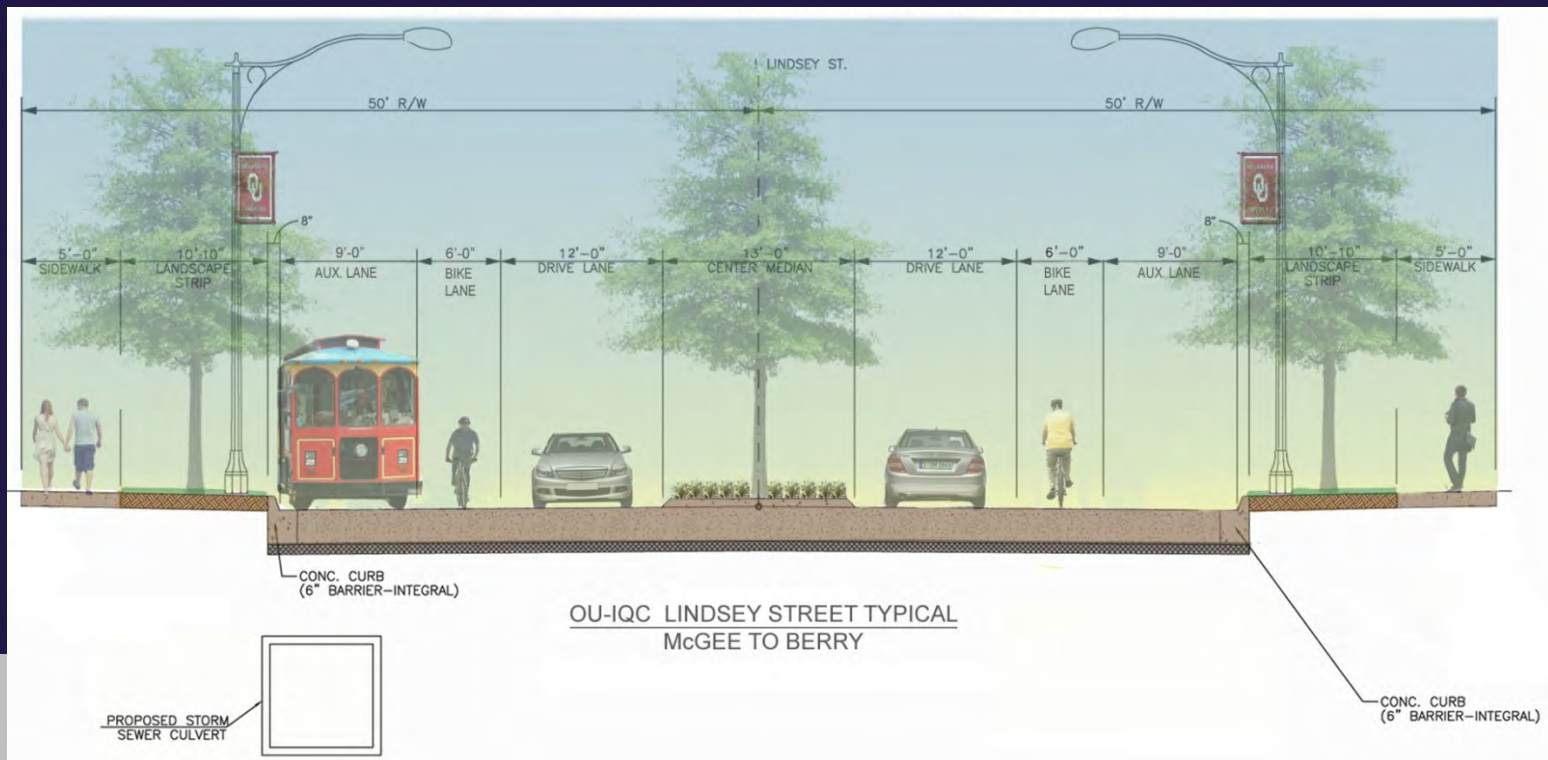 LINDSEY ST.
50' R/W
50' R/W
OU
OU
8"
8"
5'-0"
SIDEWALK
10'-10"
LANDSCAPE
STRIP
9'-0"
AUX. LANE
6'-0"
BIKE
LANE
12'-0"
DRIVE LANE
13'-0"
CENTER MEDIAN
12'-0"
DRIVE LANE
6'-0"
BIKE
LANE
9'-0"
AUX. LANE
10'-10"
LANDSCAPE
STRIP
5'-0"
SIDEWALK
CONC. CURB
(6" BARRIER-INTEGRAL)
OU-IQC LINDSEY STREET TYPICAL
McGEE TO BERRY
PROPOSED STORM
SEWER CULVERT
CONC. CURB
(6" BARRIER-INTEGRAL)